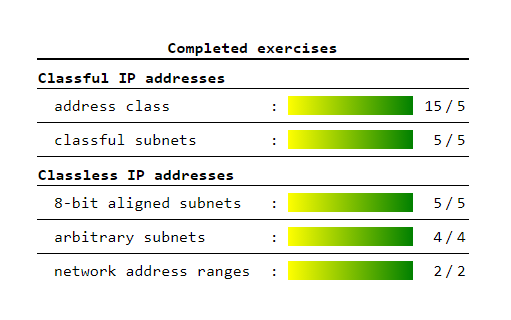 Completed exercises
Classful IP addresses
address class : 15 / 5
classful subnets : 5 / 5
Classless IP addresses
8-bit aligned subnets : 5 / 5
arbitrary subnets : 4 / 4
network address ranges : 2 / 2